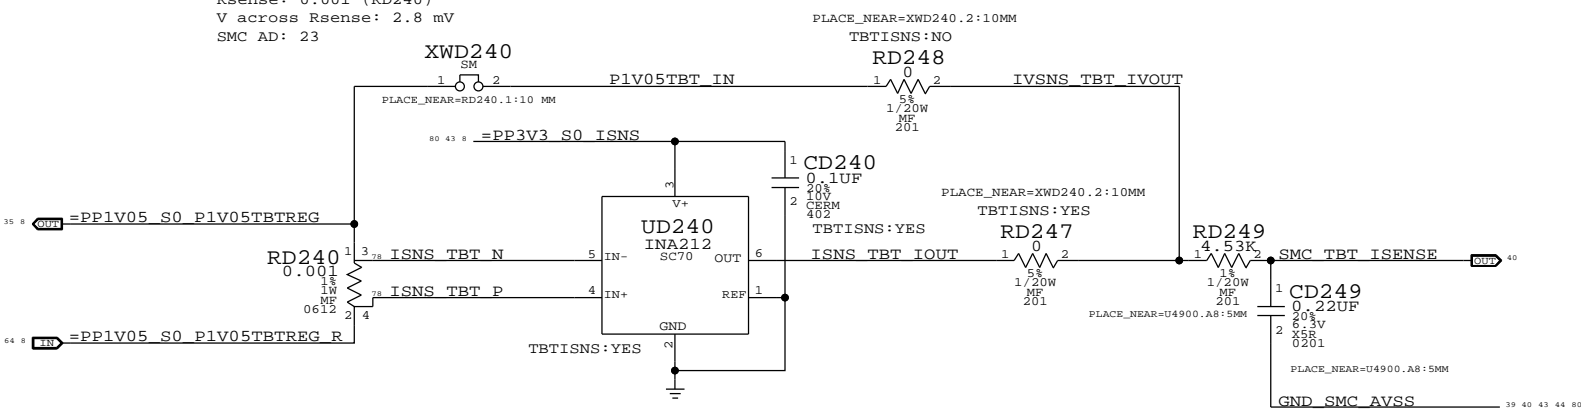 Rsense: 0.001 (RD240)
V across Rsense: 2.8 mV
SMC AD: 23
PLACE_NEAR=XWD240.2:10MM
TBTISNS:NO
XWD240
SM
1 2
PLACE_NEAR=RD240.1:10 MM
P1V05TBT_IN
RD248
0
1 2
5%
1/20W
MF
201
IVSNS_TBT_IVOUT
80 43 8 =PP3V3_S0_ISNS
CD240
0.1UF
20%
10V
CERM
402
1
2
TBTISNS:YES
35 8 OUT =PP1V05_S0_P1V05TBTREG
RD240
0.001
1%
1W
MF
0612
1 3
2 4
78 ISNS_TBT_N
78 ISNS_TBT_P
64 8 IN =PP1V05_S0_P1V05TBTREG_R
3
V+
UD240
INA212
SC70
5 IN-
4 IN+
OUT 6
REF 1
GND
2
TBTISNS:YES
ISNS_TBT_IOUT
PLACE_NEAR=XWD240.2:10MM
TBTISNS:YES
RD247
0
1 2
5%
1/20W
MF
201
RD249
4.53K
1 2
1%
1/20W
MF
201
PLACE_NEAR=U4900.A8:5MM
SMC_TBT_ISENSE
OUT 40
1
2
CD249
0.22UF
20%
6.3V
X5R
0201
PLACE_NEAR=U4900.A8:5MM
GND_SMC_AVSS
39 40 43 44 80